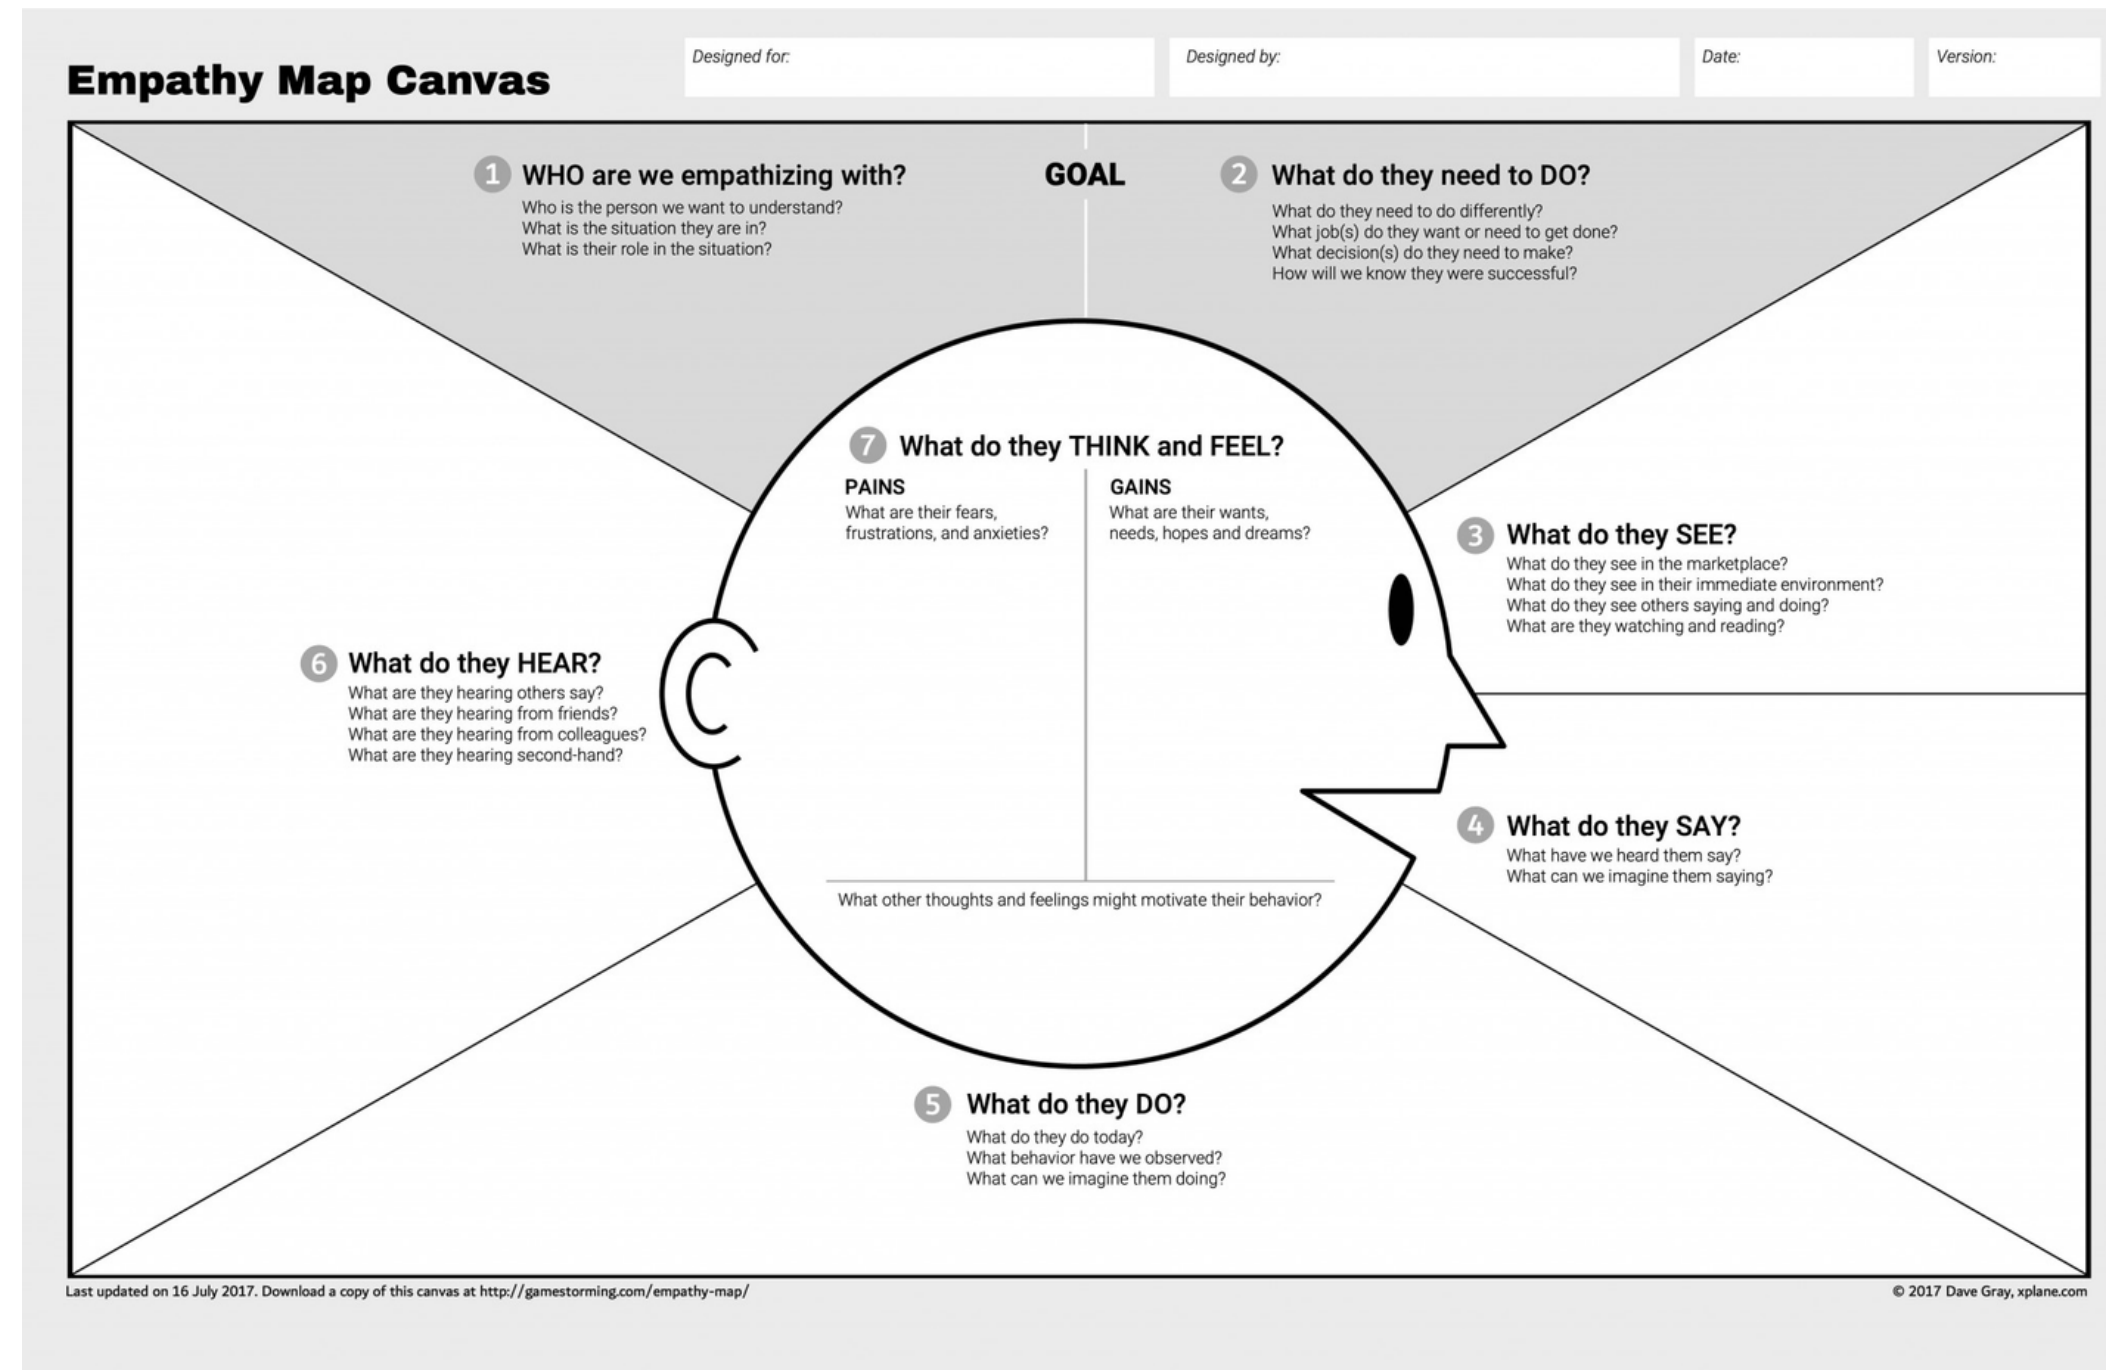 Empathy Map Canvas
Designed for:
Designed by:
Date:
Version:
1 WHO are we empathizing with?
Who is the person we want to understand?
What is the situation they are in?
What is their role in the situation?
GOAL
2 What do they need to DO?
What do they need to do differently?
What job(s) do they want or need to get done?
What decision(s) do they need to make?
How will we know they were successful?
3 What do they SEE?
What do they see in the marketplace?
What do they see in their immediate environment?
What do they see others saying and doing?
What are they watching and reading?
4 What do they SAY?
What have we heard them say?
What can we imagine them saying?
5 What do they DO?
What do they do today?
What behavior have we observed?
What can we imagine them doing?
6 What do they HEAR?
What are they hearing others say?
What are they hearing from friends?
What are they hearing from colleagues?
What are they hearing second-hand?
7 What do they THINK and FEEL?
PAINS
What are their fears,
frustrations, and anxieties?
GAINS
What are their wants,
needs, hopes and dreams?
What other thoughts and feelings might motivate their behavior?
Last updated on 16 July 2017. Download a copy of this canvas at http://gamestorming.com/empathy-map/
© 2017 Dave Gray, xplane.com